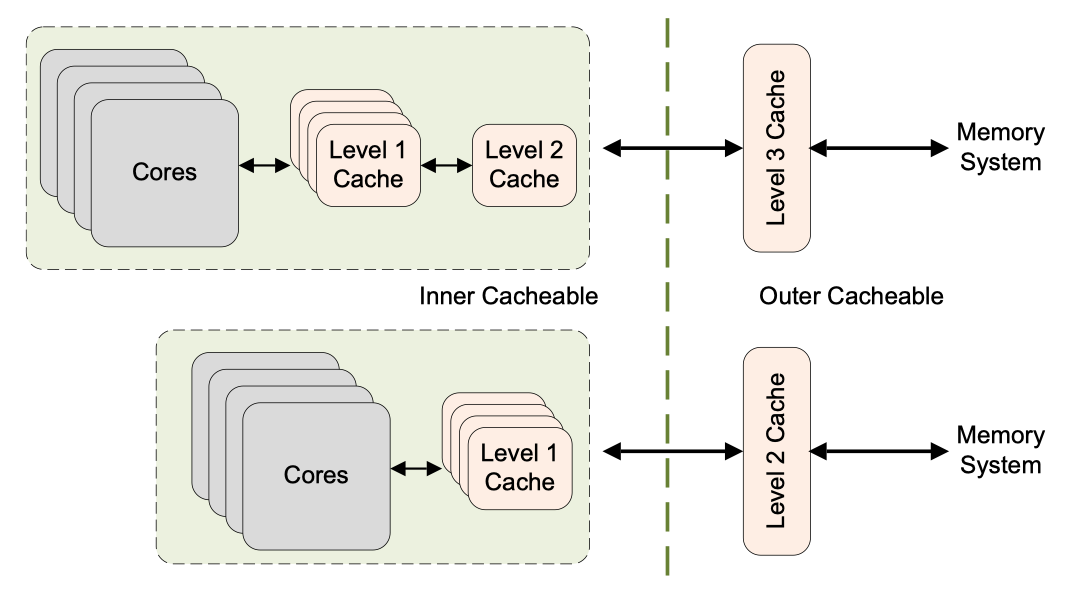 Cores
Level 1
Cache
Level 2
Cache
Level 3 Cache
Memory
System
Inner Cacheable
Outer Cacheable
Cores
Level 1
Cache
Level 2 Cache
Memory
System